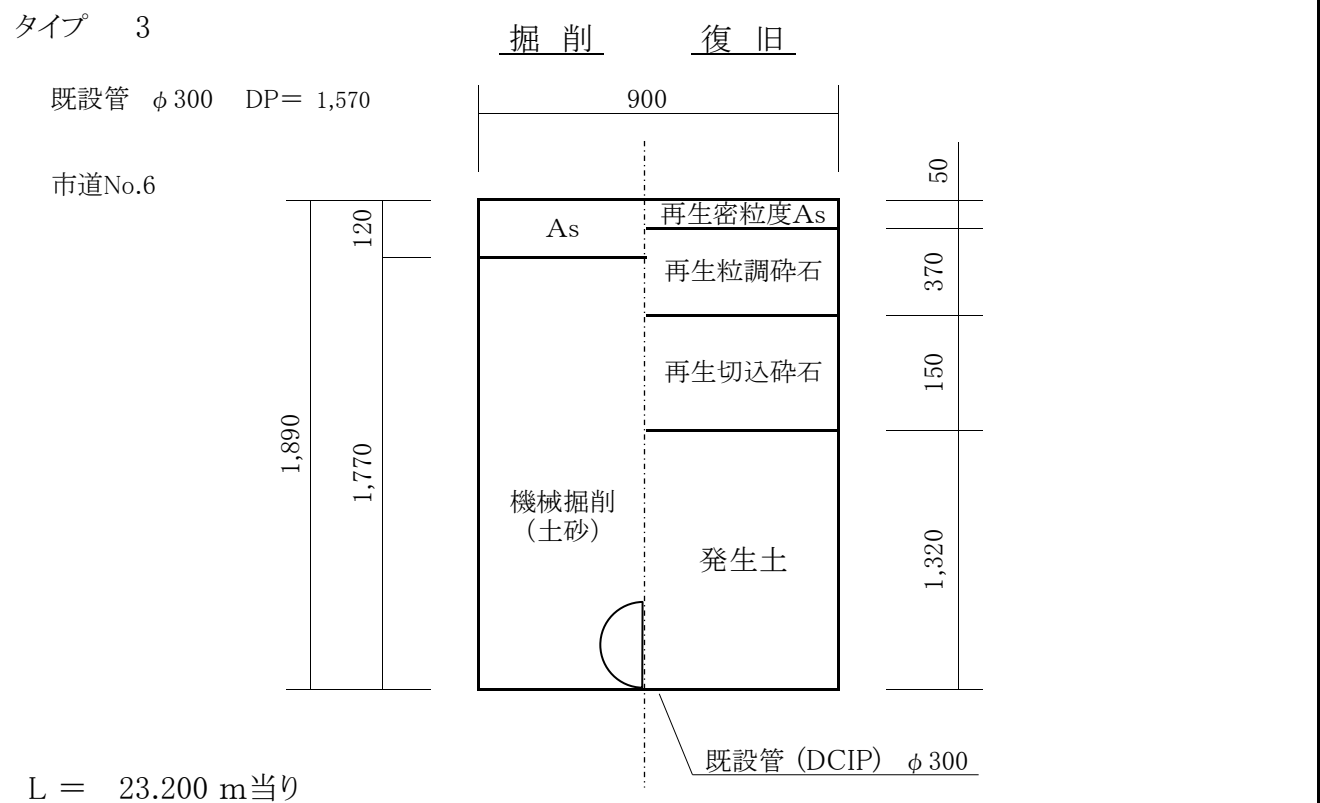 タイプ 3
掘 削 復 旧
既設管 φ300 DP= 1,570
900
市道No.6
50
120
As
再生密粒度As
再生粒調砕石
370
再生切込砕石
150
1,890
1,770
機械掘削
(土砂)
発生土
1,320
既設管 (DCIP) φ300
L = 23.200 m当り